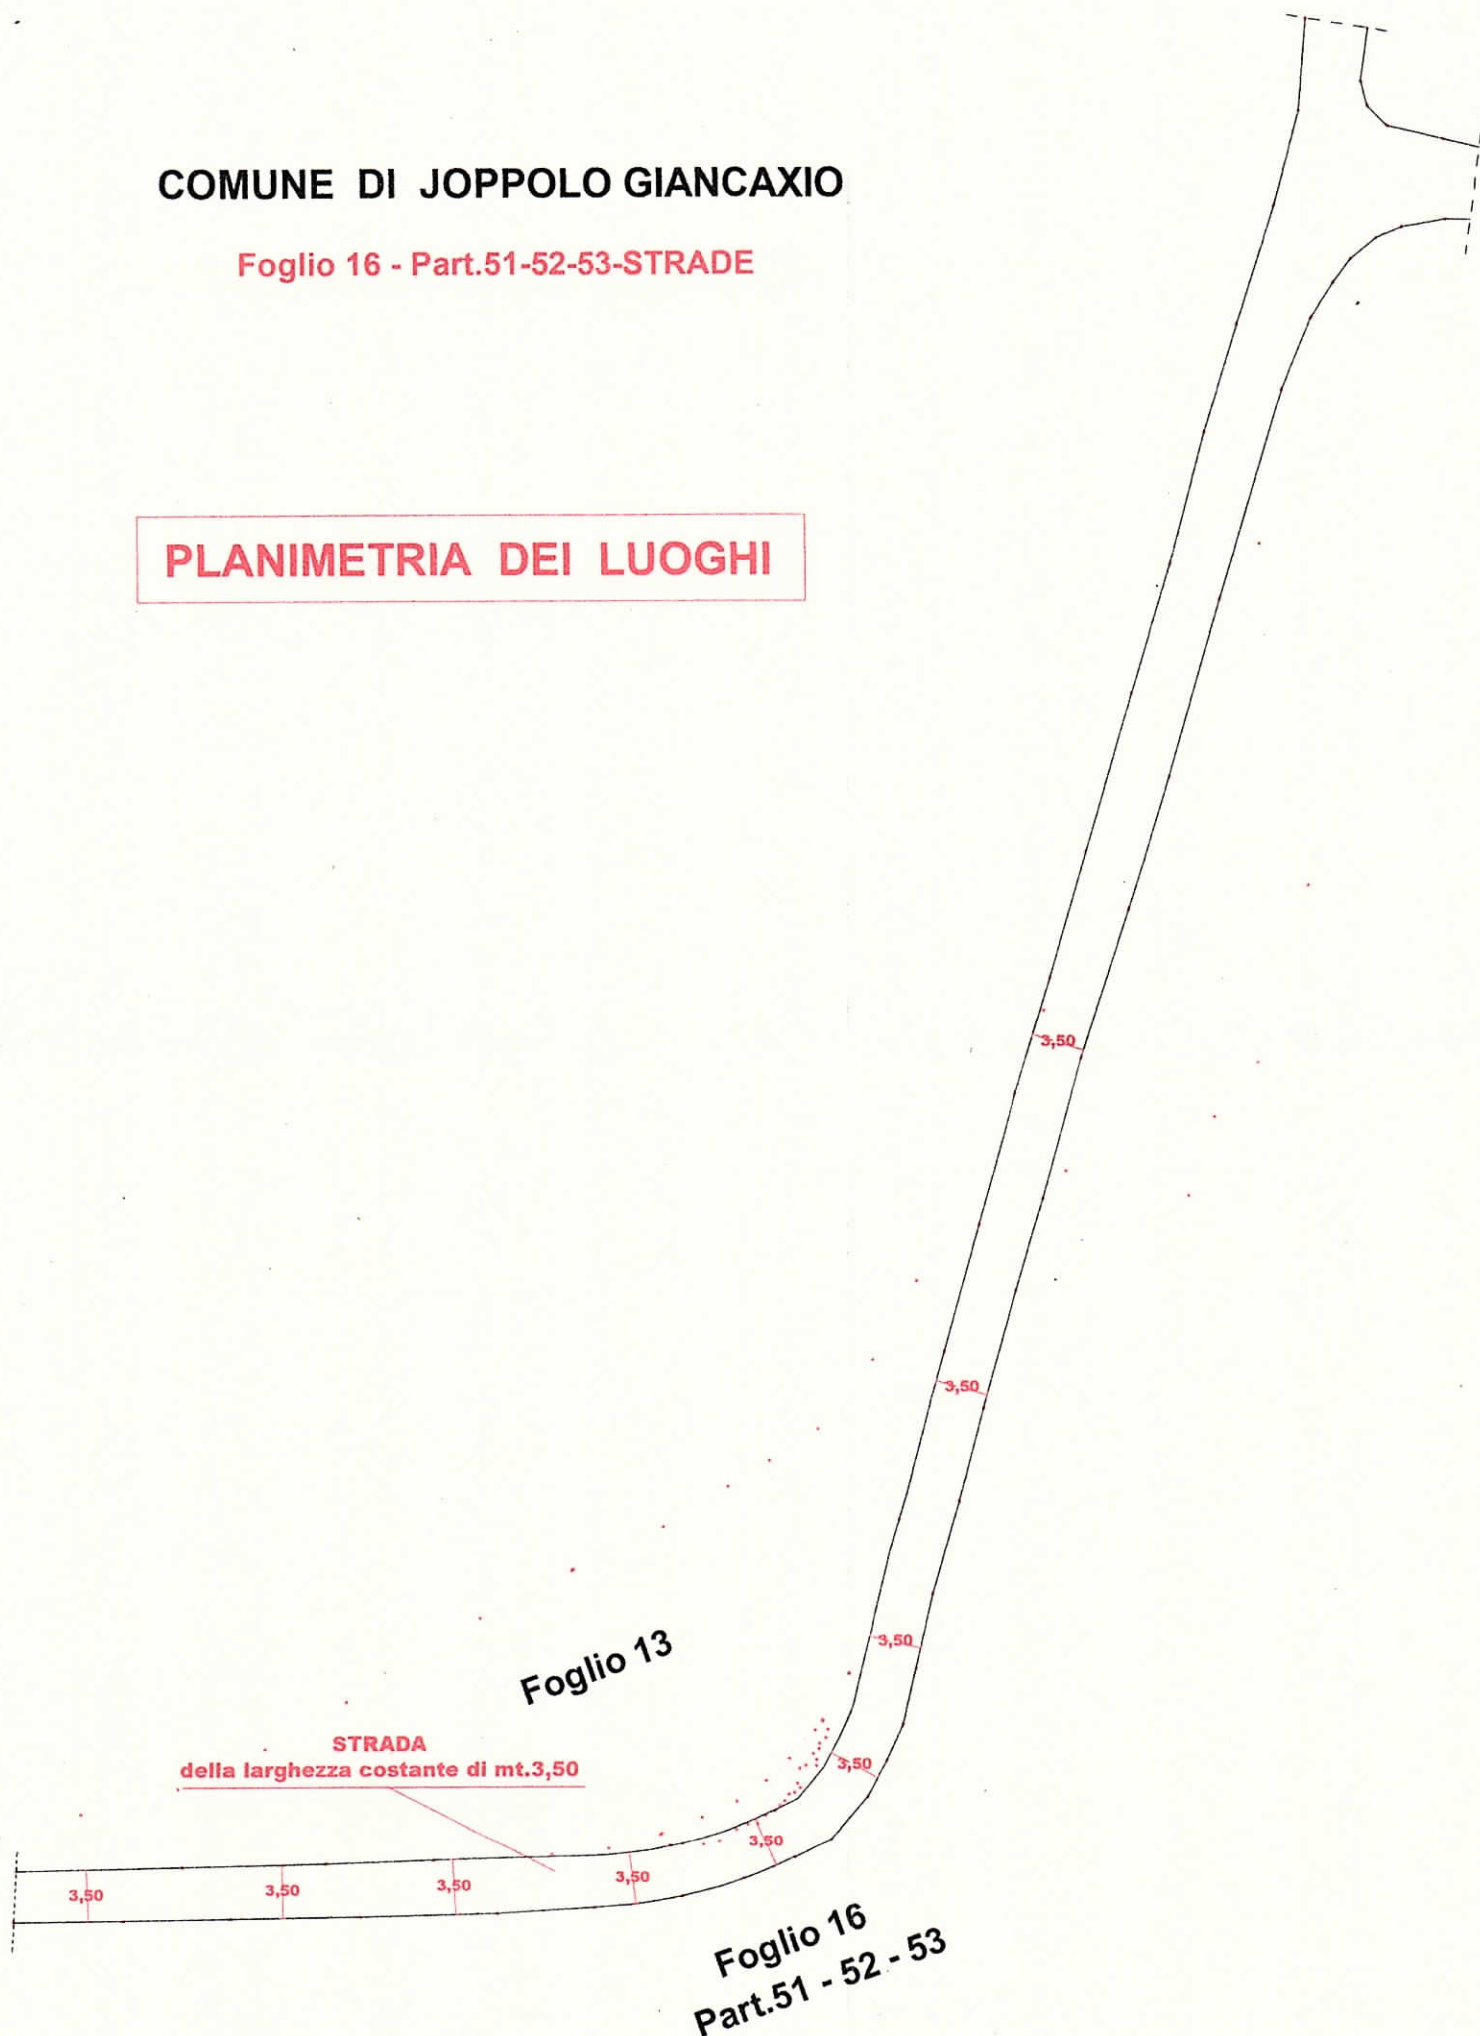 COMUNE DI JOPPOLO GIANCAXIO
Foglio 16 - Part.51-52-53-STRADE
PLANIMETRIA DEI LUOGHI
3,50
3,50
3,50
Foglio 13
STRADA
della larghezza costante di mt.3,50
3,50
3,50
3,50
3,50
3,50
3,50
Foglio 16
Part.51 - 52 - 53